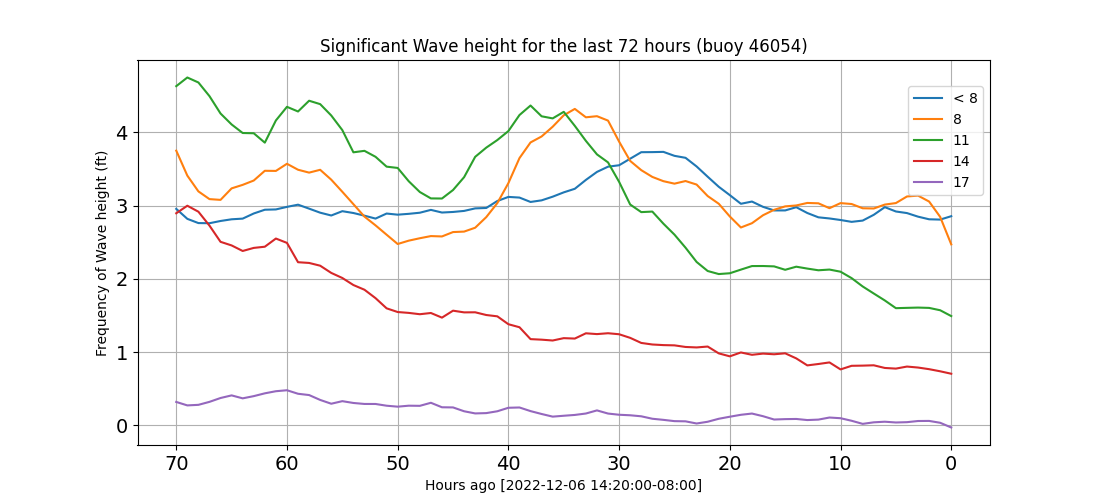 Significant Wave height for the last 72 hours (buoy 46054)
Frequency of Wave height (ft)
4
3
2
1
0
< 8
8
11
14
17
70 60 50 40 30 20 10 0
Hours ago [2022-12-06 14:20:00-08:00]